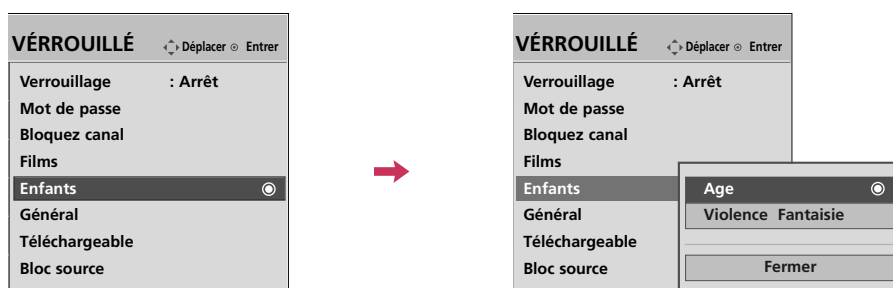 VÉRROUILLÉ Déplacer Entrer
Verrouillage : Arrêt
Mot de passe
Bloquez canal
Films
Enfants
Général
Téléchargeable
Bloc source
VÉRROUILLÉ Déplacer Entrer
Verrouillage : Arrêt
Mot de passe
Bloquez canal
Films
Enfants
Général
Téléchargeable
Bloc source
Age
Violence Fantaisie
Fermer